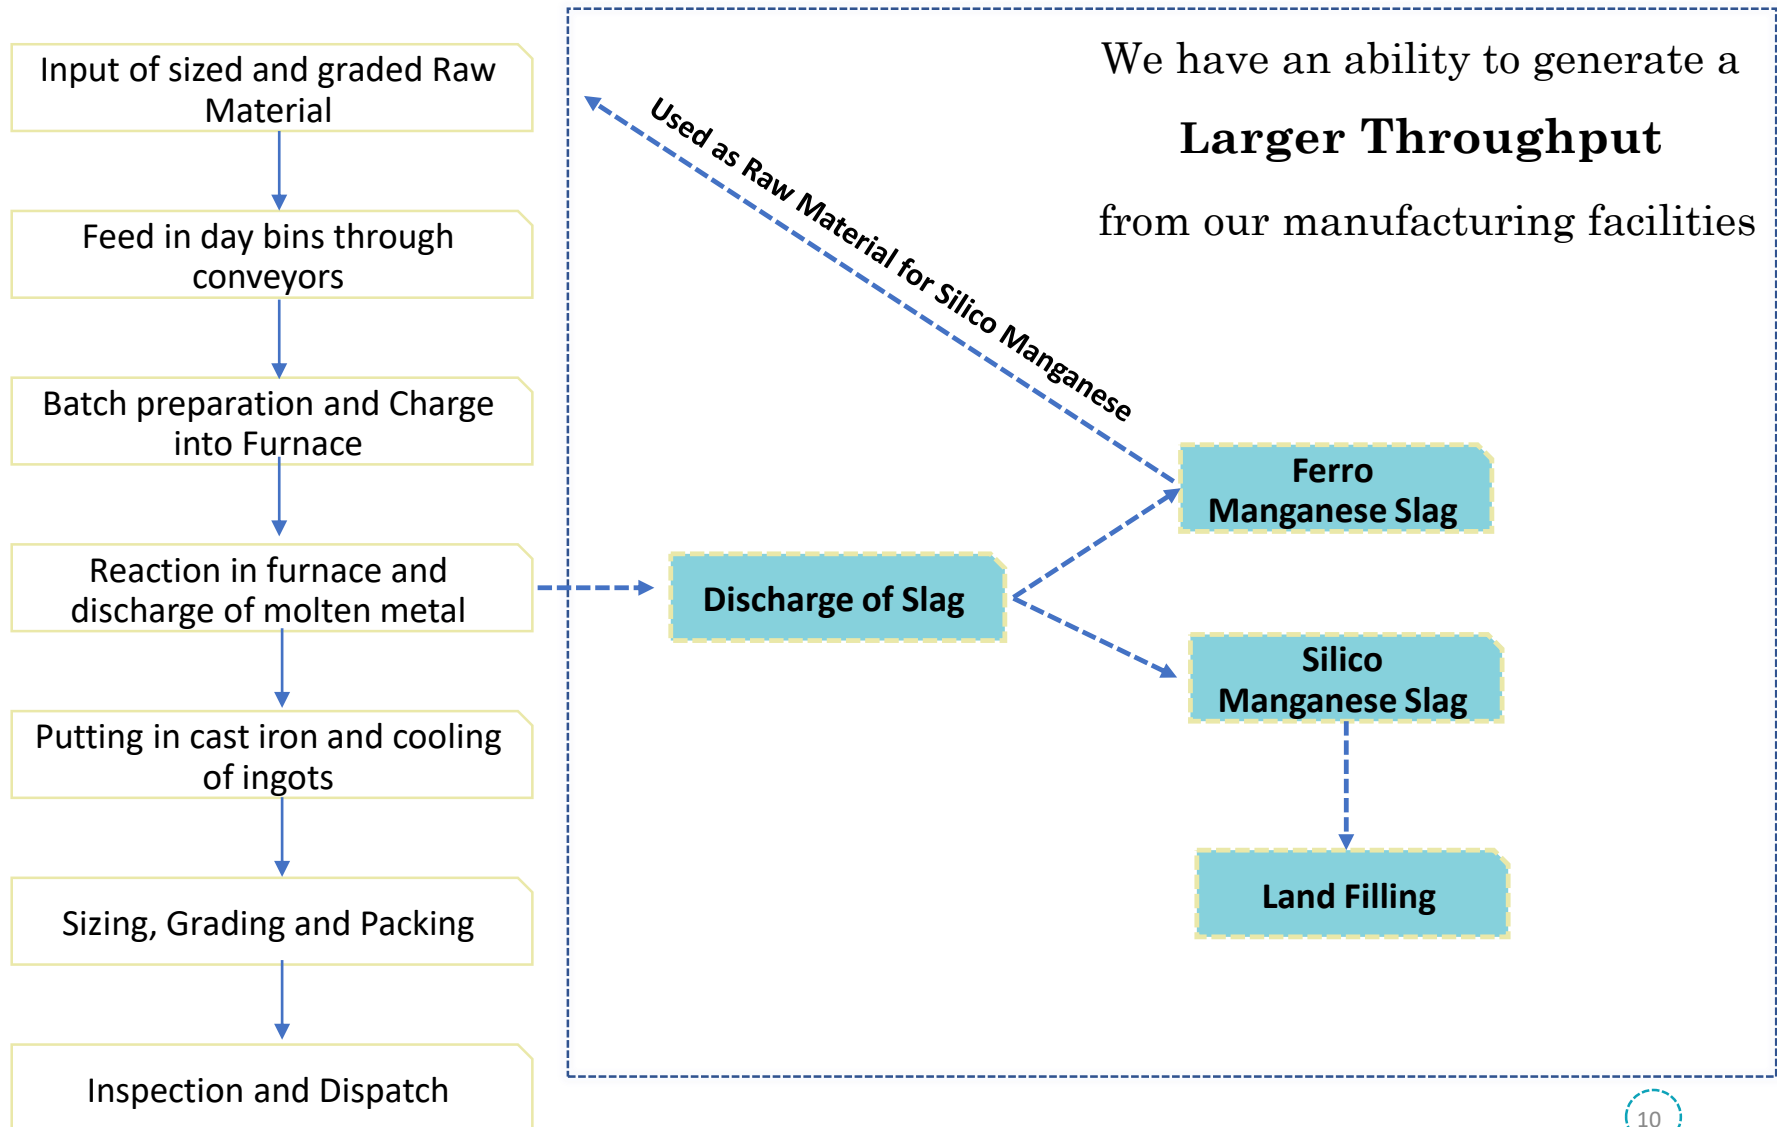 Input of sized and graded Raw
Material
Feed in day bins through
conveyors
Batch preparation and Charge
into Furnace
Reaction in furnace and
discharge of molten metal
Putting in cast iron and cooling
of ingots
Sizing, Grading and Packing
Inspection and Dispatch
We have an ability to generate a
Larger Throughput
from our manufacturing facilities
Used as Raw Material for Silico Manganese
Discharge of Slag
Ferro
Manganese Slag
Silico
Manganese Slag
Land Filling
10